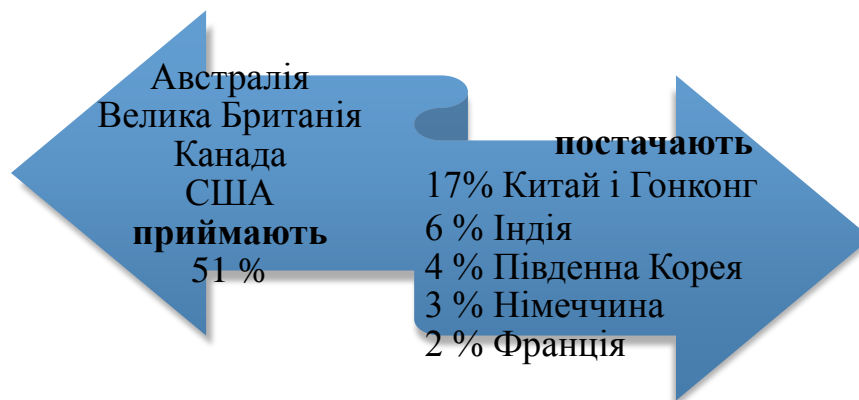 Австралія
Велика Британія
Канада
США
приймають
51 %
постачають
17% Китай і Гонконг
6 % Індія
4 % Південна Корея
3 % Німеччина
2 % Франція